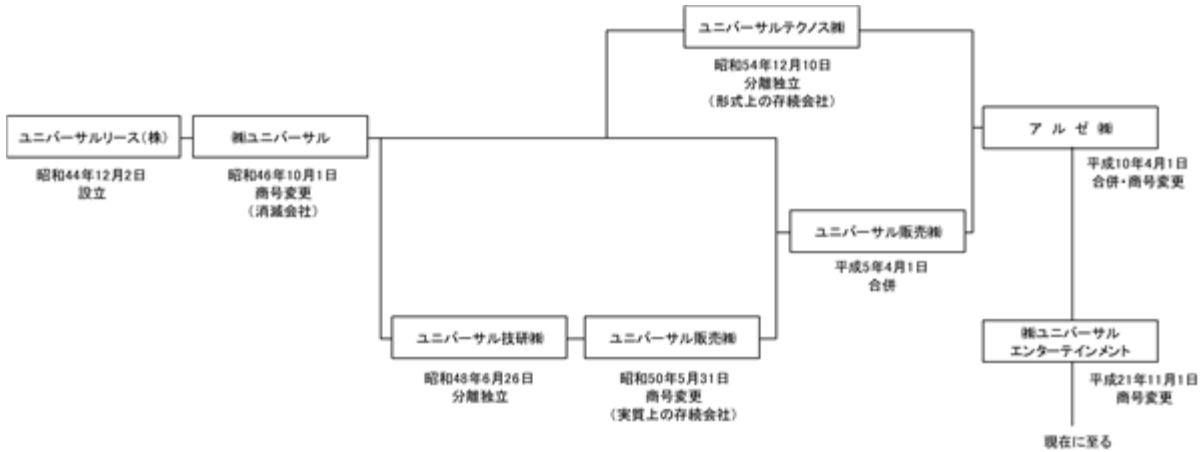 ユニバーサルテクノス㈱
昭和54年12月10日
分離独立
（形式上の存続会社）
ユニバーサルリース（株）
昭和44年12月2日
設立
㈱ユニバーサル
昭和46年10月1日
商号変更
（消滅会社）
アルゼ㈱
平成10年4月1日
合併・商号変更
ユニバーサル販売㈱
平成5年4月1日
合併
ユニバーサル技研㈱
昭和48年6月26日
分離独立
ユニバーサル販売㈱
昭和50年5月31日
商号変更
（実質上の存続会社）
㈱ユニバーサル
エンターテインメント
平成21年11月1日
商号変更
現在に至る